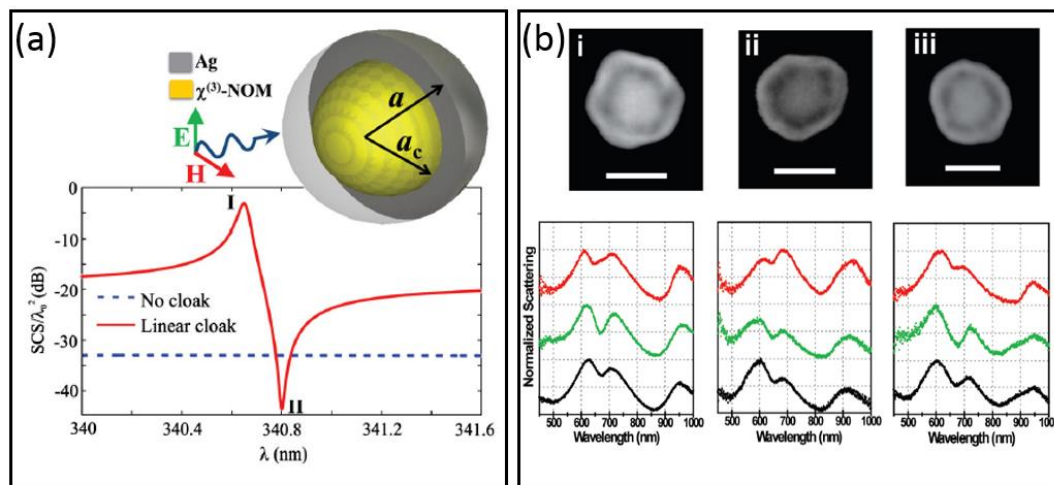 (a)
Ag
χ(3)-NOM
E
H
a
ac
0
-10
-20
-30
-40
SCS/λ₀² (dB)
I
II
No cloak
Linear cloak
340
340.4
340.8
341.2
341.6
λ (nm)
(b)
i
ii
iii
Normalized Scattering
500 600 700 800 900 1000
500 600 700 800 900 1000
500 600 700 800 900 100
Wavelength (nm)
Wavelength (nm)
Wavelength (nm)